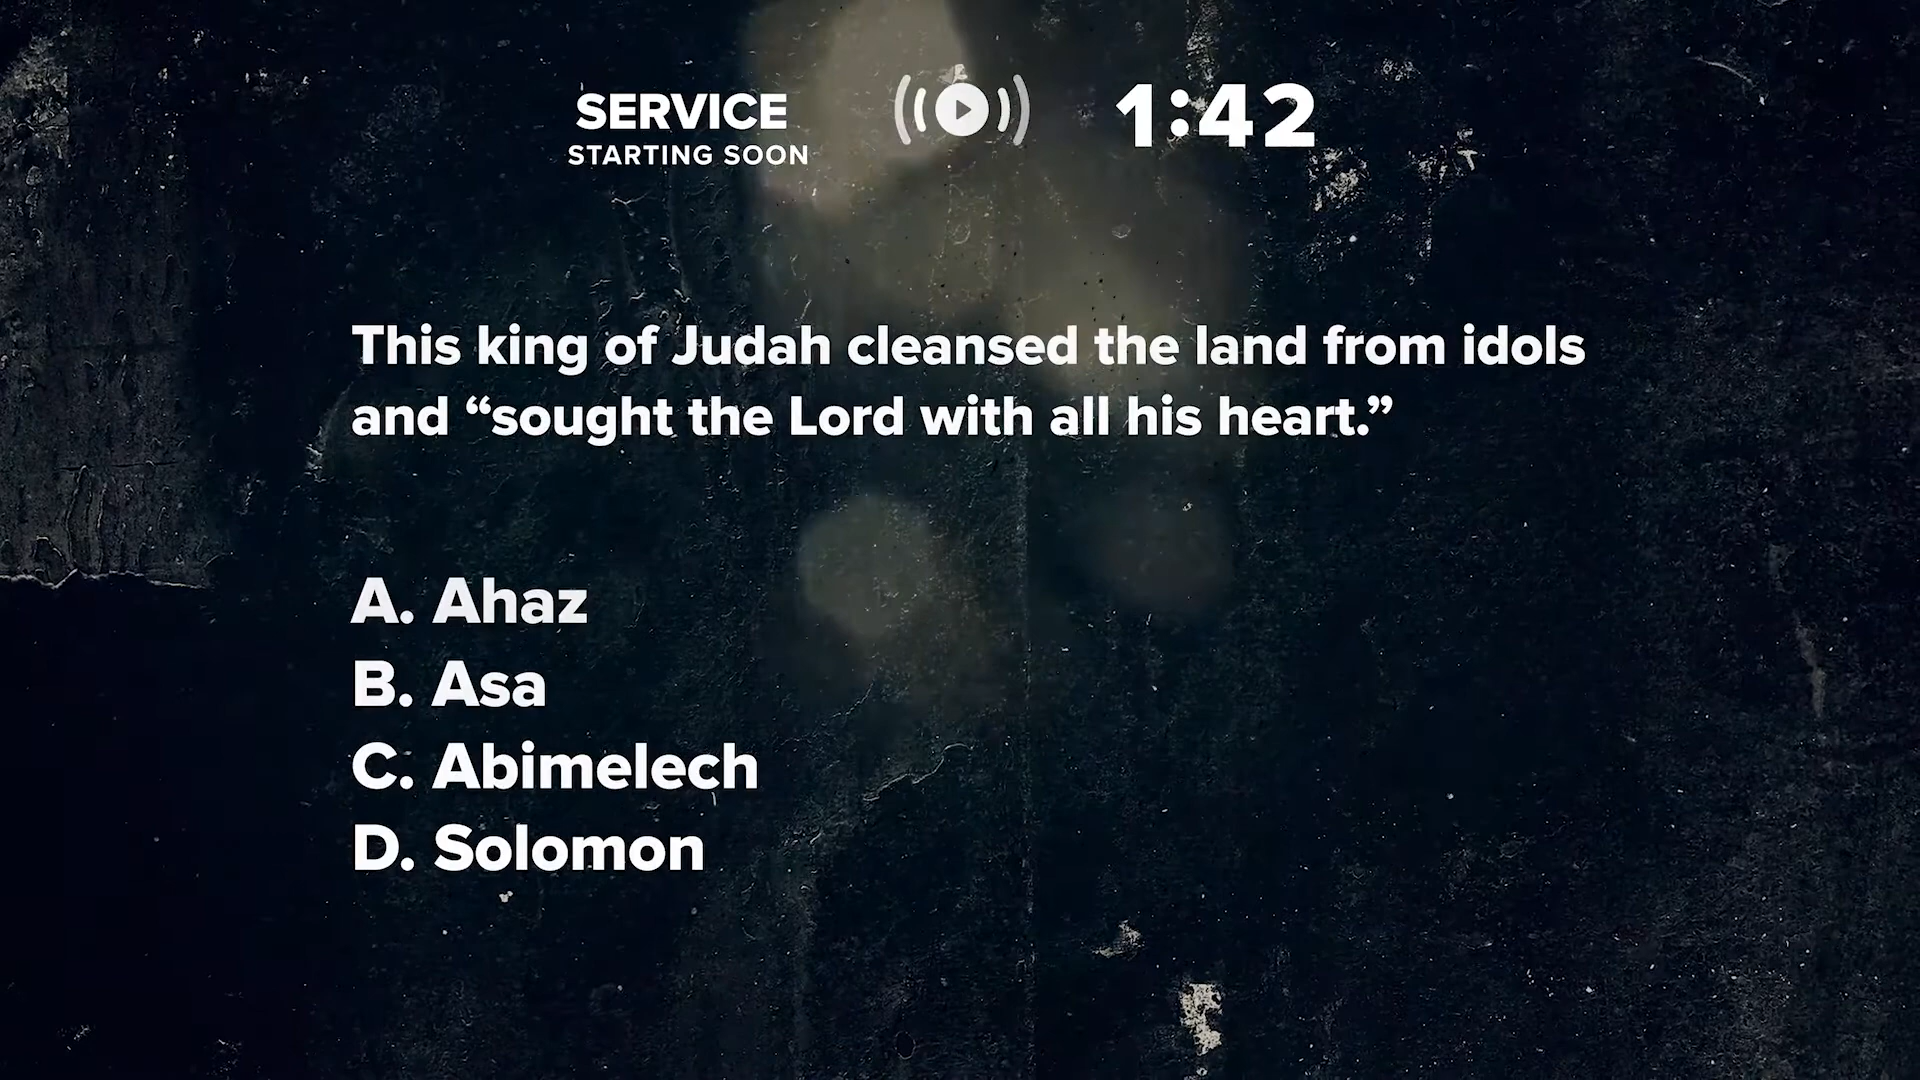 SERVICE
STARTING SOON
1:42
This king of Judah cleansed the land from idols
and “sought the Lord with all his heart.”
A. Ahaz
B. Asa
C. Abimelech
D. Solomon